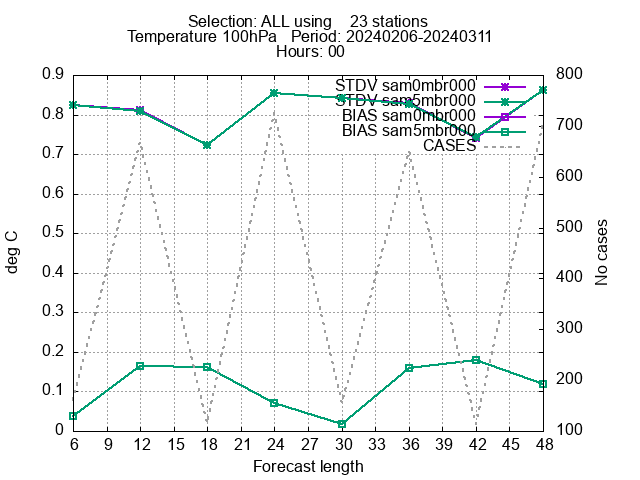 Selection: ALL using 23 stations
Temperature 100hPa Period: 20240206-20240311
Hours: 00
STDV sam0mbr000
STDV sam5mbr000
BIAS sam0mbr000
BIAS sam5mbr000
CASES
deg C
0.9
0.8
0.7
0.6
0.5
0.4
0.3
0.2
0.1
0
800
700
600
500
400
300
200
100
No cases
6 9 12 15 18 21 24 27 30 33 36 39 42 45 48
Forecast length